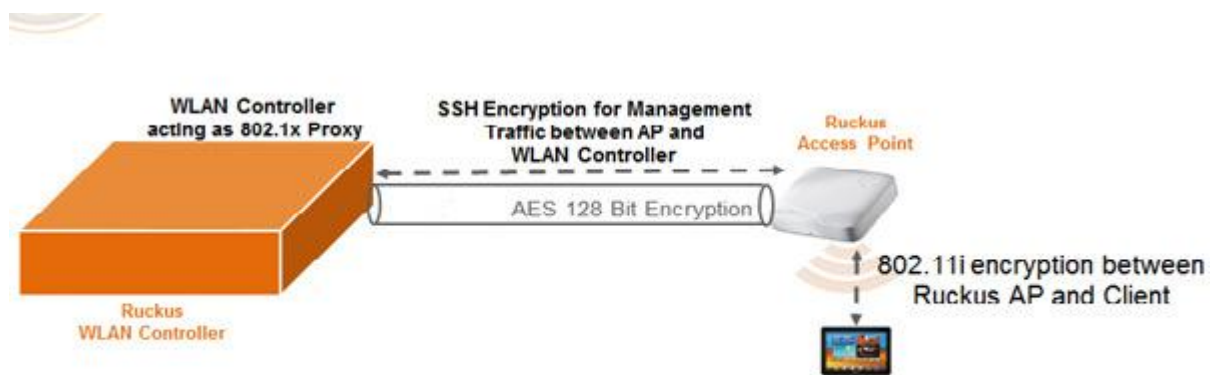 WLAN Controller
acting as 802.1x Proxy
SSH Encryption for Management
Traffic between AP and
WLAN Controller
Ruckus
Access Point
AES 128 Bit Encryption
802.11i encryption between
Ruckus AP and Client
Ruckus
WLAN Controller